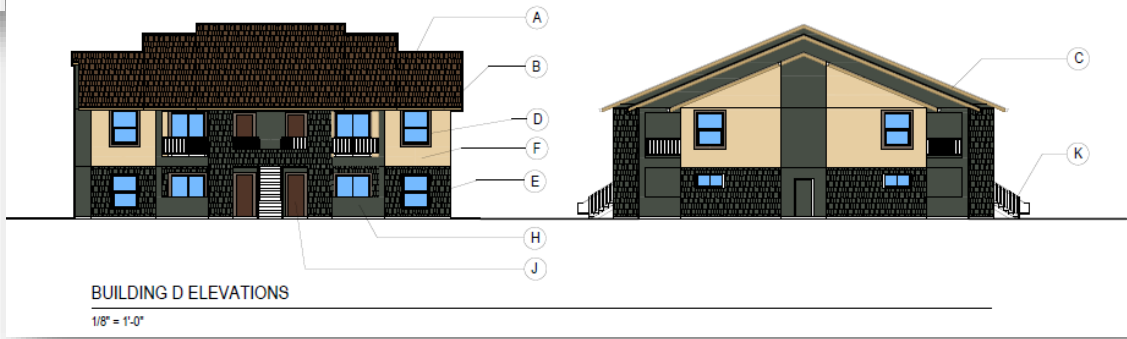 A
B
C
D
F
K
E
H
J
BUILDING D ELEVATIONS
1/8" = 1'-0"